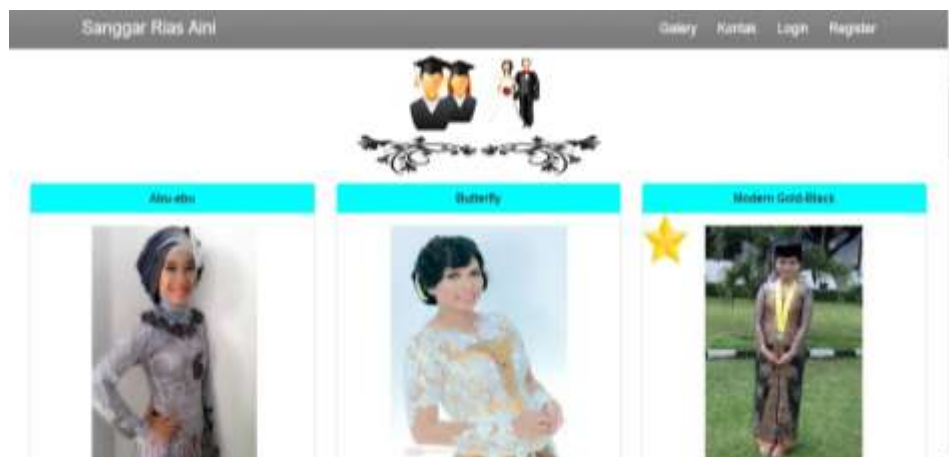 Sanggar Rias Aini
Galery Kontak Login Register
Abu-abu
Butterfly
Modern Gold-Black